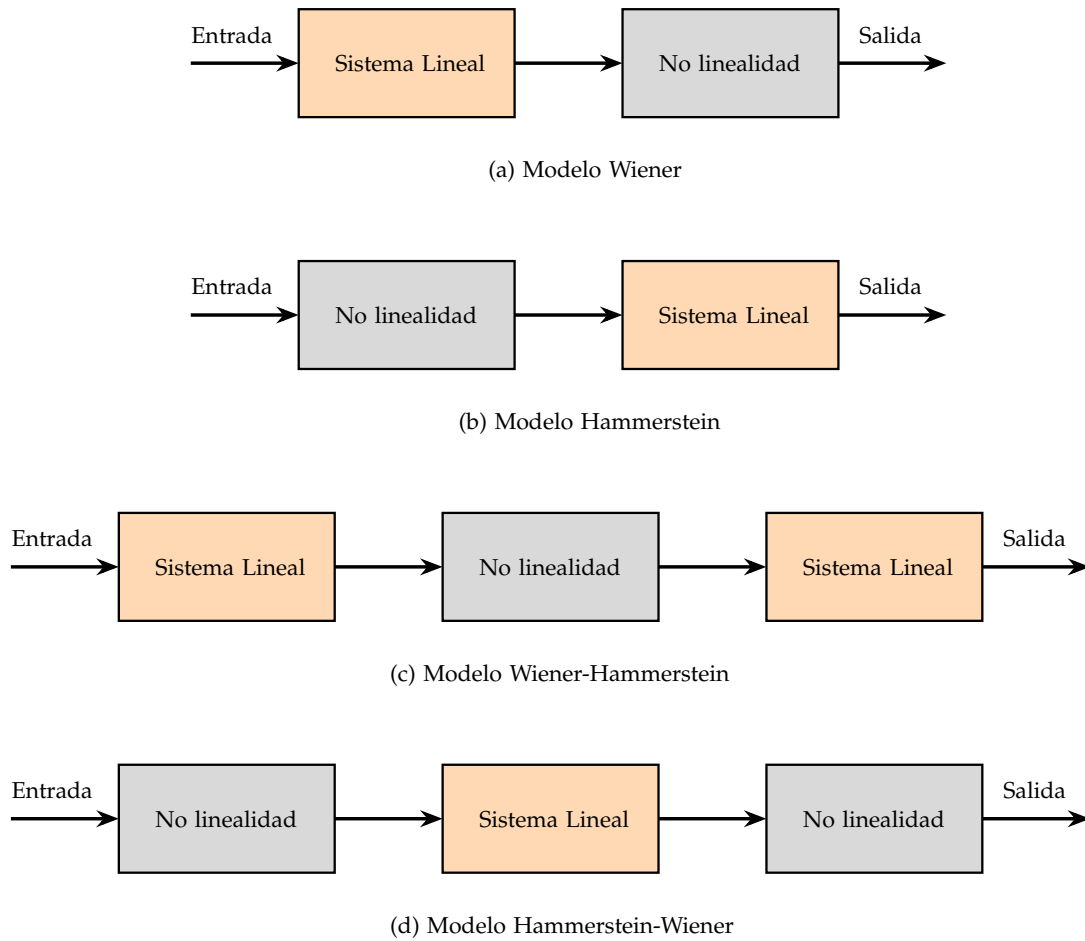 Entrada
Sistema Lineal
No linealidad
Salida
(a) Modelo Wiener
Entrada
No linealidad
Sistema Lineal
Salida
(b) Modelo Hammerstein
Entrada
Sistema Lineal
No linealidad
Sistema Lineal
Salida
(c) Modelo Wiener-Hammerstein
Entrada
No linealidad
Sistema Lineal
No linealidad
Salida
(d) Modelo Hammerstein-Wiener